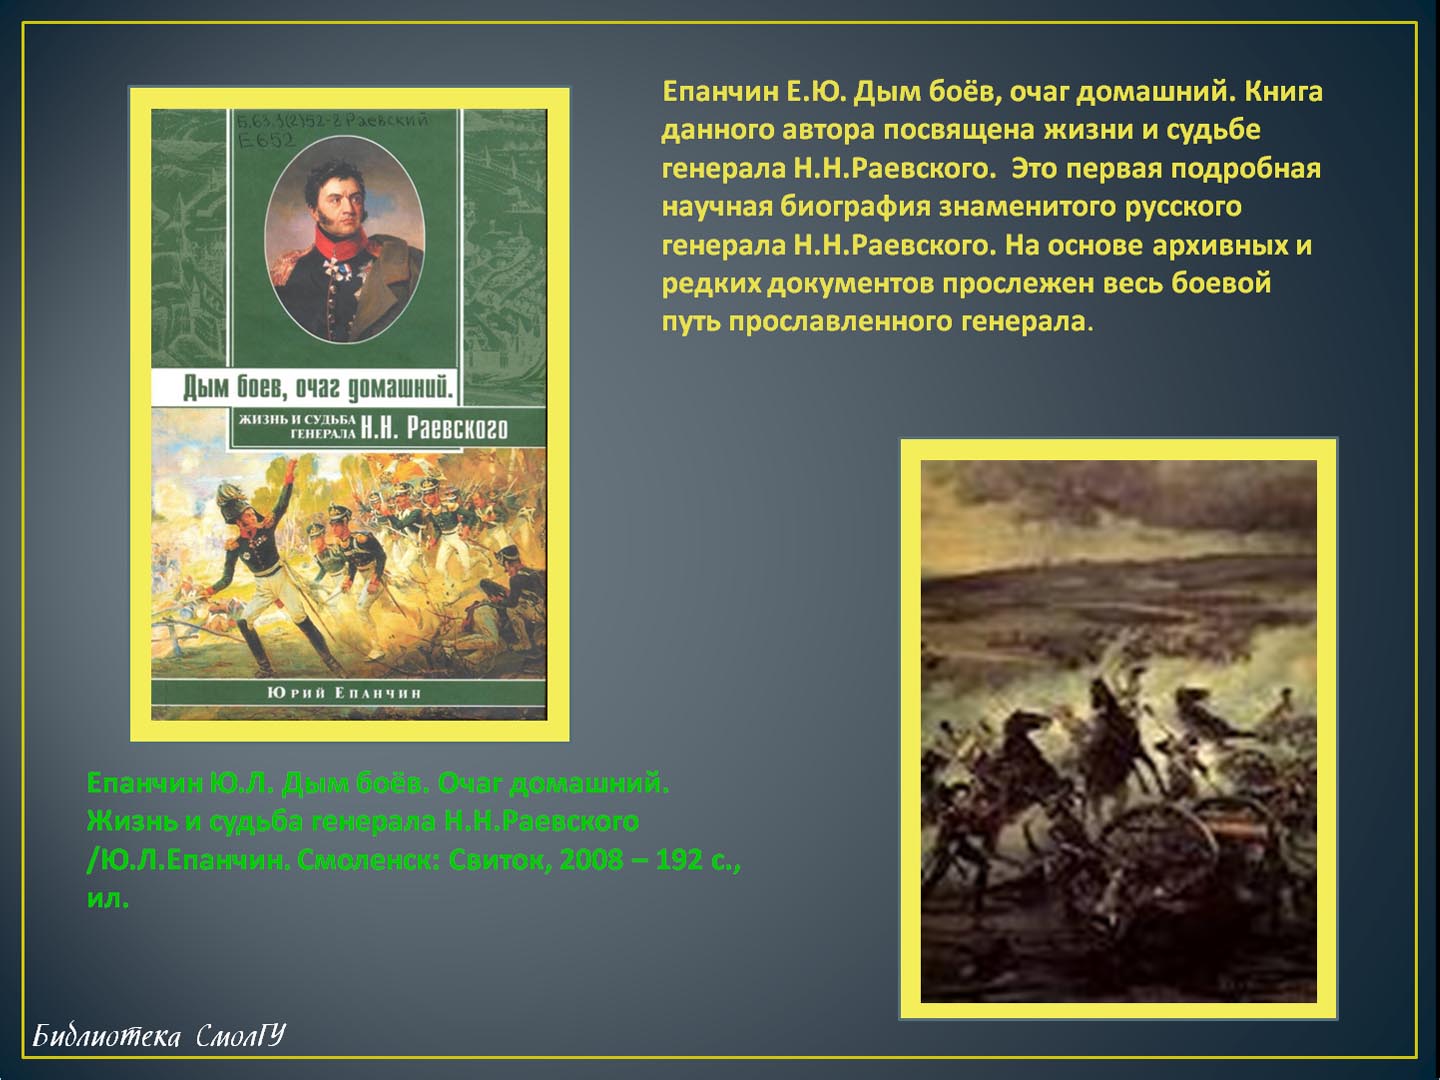 Епанчин Е.Ю. Дым боёв, очаг домашний. Книга
данного автора посвящена жизни и судьбе
генерала Н.Н.Раевского.  Это первая подробная
научная биография знаменитого русского
генерала Н.Н.Раевского. На основе архивных и
редких документов прослежен весь боевой
путь прославленного генерала.
Б.63.3(2)52-8 Раевский
Е652
Дым боев, очаг домашний.
ЖИЗНЬ И СУДЬБА
ГЕНЕРАЛА Н.Н. Раевского
ЮРИЙ ЕПАНЧИН
Епанчин Ю.Л. Дым боёв. Очаг домашний.
Жизнь и судьба генерала Н.Н.Раевского
/Ю.Л.Епанчин. Смоленск: Свиток, 2008 – 192 с.,
ил.
Библиотека СмолГУ